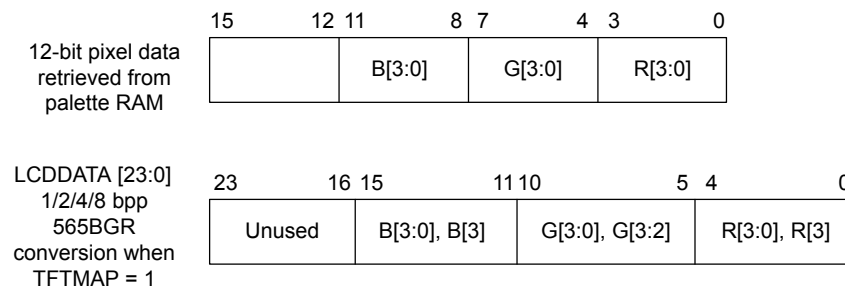 15 12 11 8 7 4 3 0
12-bit pixel data
retrieved from
palette RAM
B[3:0] G[3:0] R[3:0]
LCDDATA [23:0]
1/2/4/8 bpp
565BGR
conversion when
TFTMAP = 1
23 16 15 11 10 5 4 0
Unused B[3:0], B[3] G[3:0], G[3:2] R[3:0], R[3]